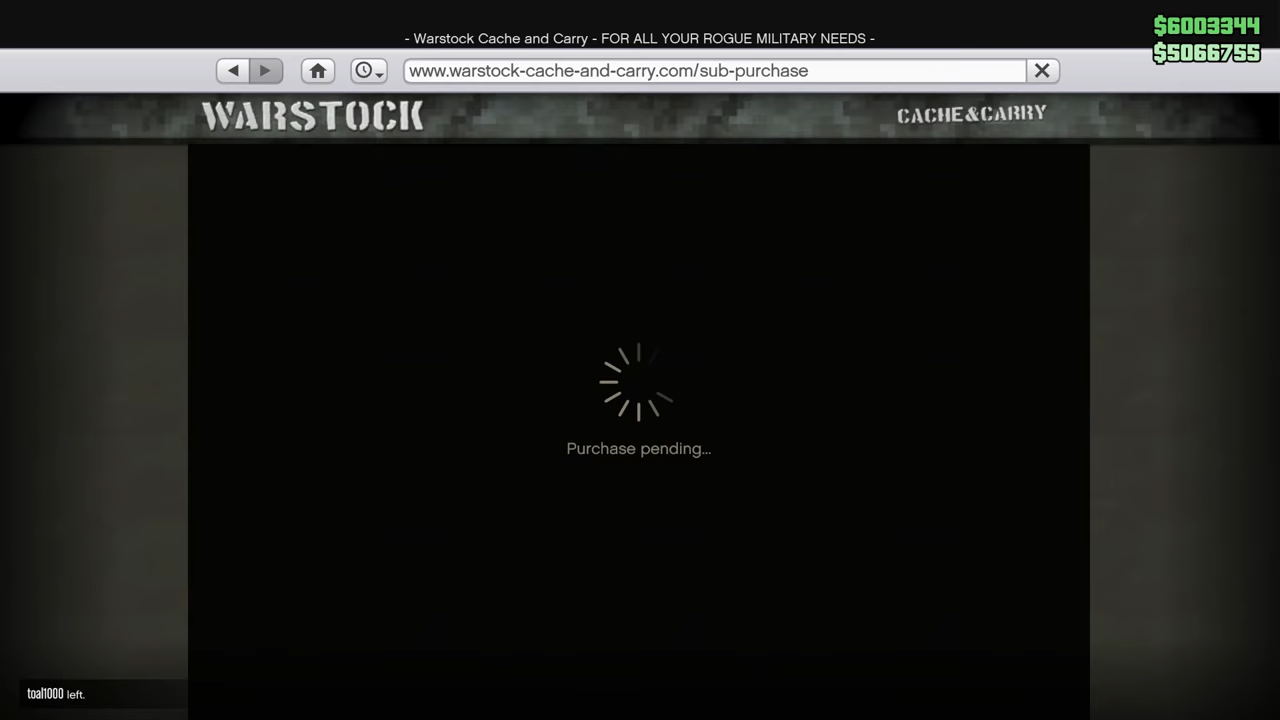 - Warstock Cache and Carry - FOR ALL YOUR ROGUE MILITARY NEEDS -
$6003344
$5066755
www.warstock-cache-and-carry.com/sub-purchase
WARSTOCK
CACHE&CARRY
Purchase pending...
toal1000 left.